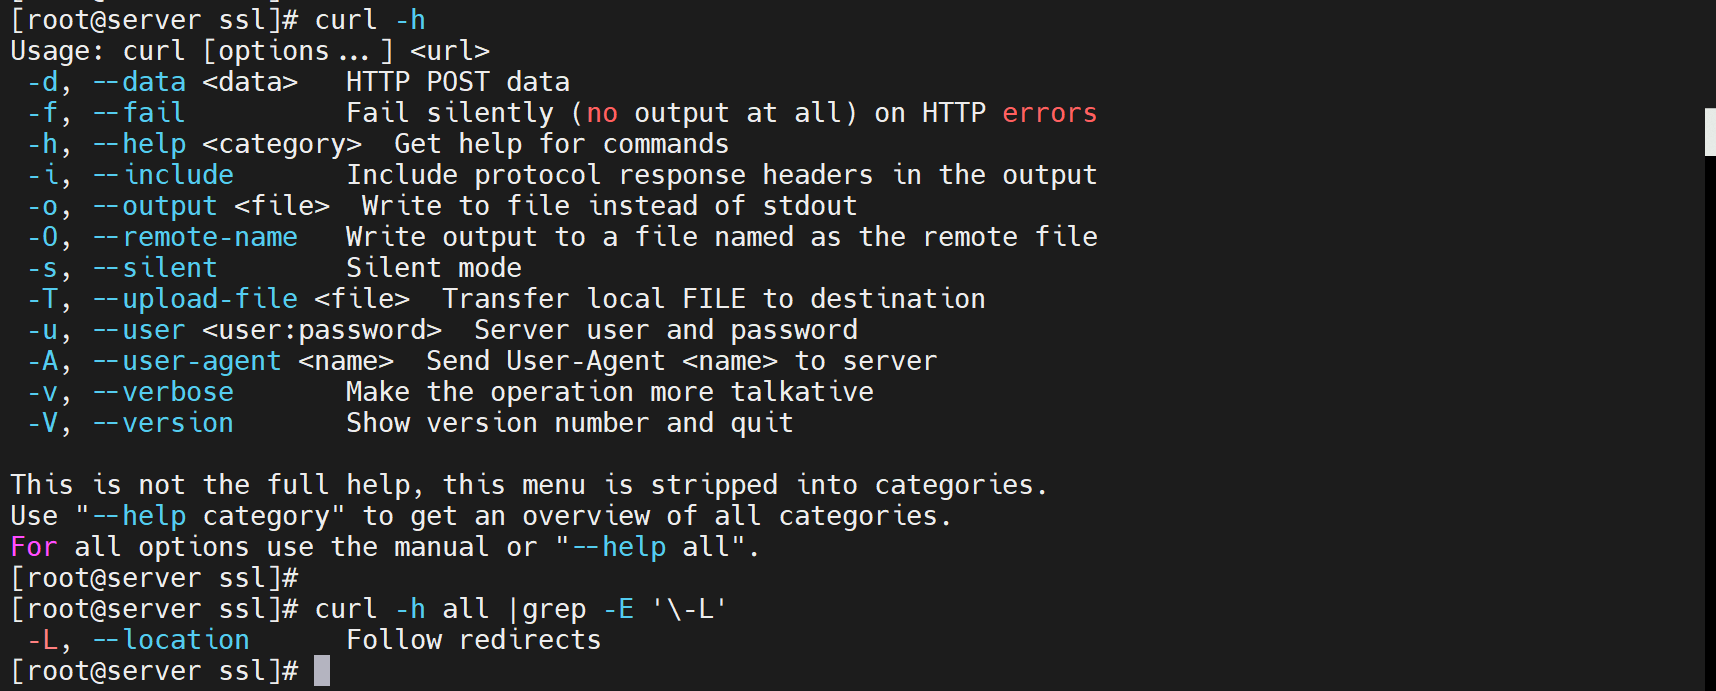 [root@server ssl]# curl -h
Usage: curl [options...] <url>
 -d, --data <data>   HTTP POST data
 -f, --fail          Fail silently (no output at all) on HTTP errors
 -h, --help <category>  Get help for commands
 -i, --include       Include protocol response headers in the output
 -o, --output <file>  Write to file instead of stdout
 -O, --remote-name   Write output to a file named as the remote file
 -s, --silent        Silent mode
 -T, --upload-file <file>  Transfer local FILE to destination
 -u, --user <user:password>  Server user and password
 -A, --user-agent <name>  Send User-Agent <name> to server
 -v, --verbose       Make the operation more talkative
 -V, --version       Show version number and quit

This is not the full help, this menu is stripped into categories.
Use "--help category" to get an overview of all categories.
For all options use the manual or "--help all".
[root@server ssl]#
[root@server ssl]# curl -h all |grep -E '\-L'
 -L, --location      Follow redirects
[root@server ssl]#